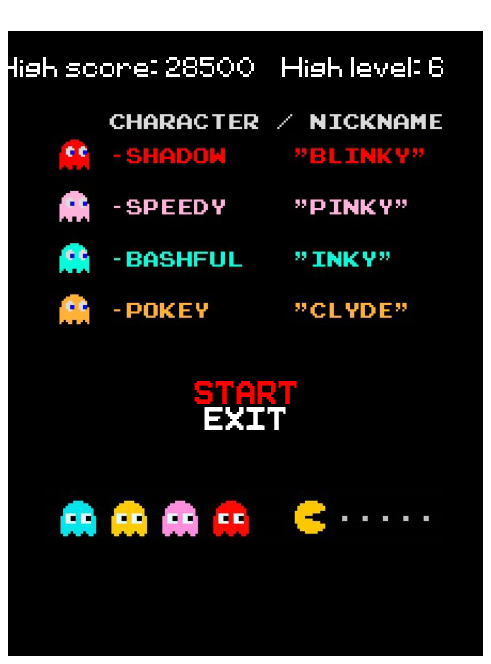 High score: 28500 High level: 6
CHARACTER / NICKNAME
-SHADOW "BLINKY"
-SPEEDY "PINKY"
-BASHFUL "INKY"
-POKEY "CLYDE"
START
EXIT